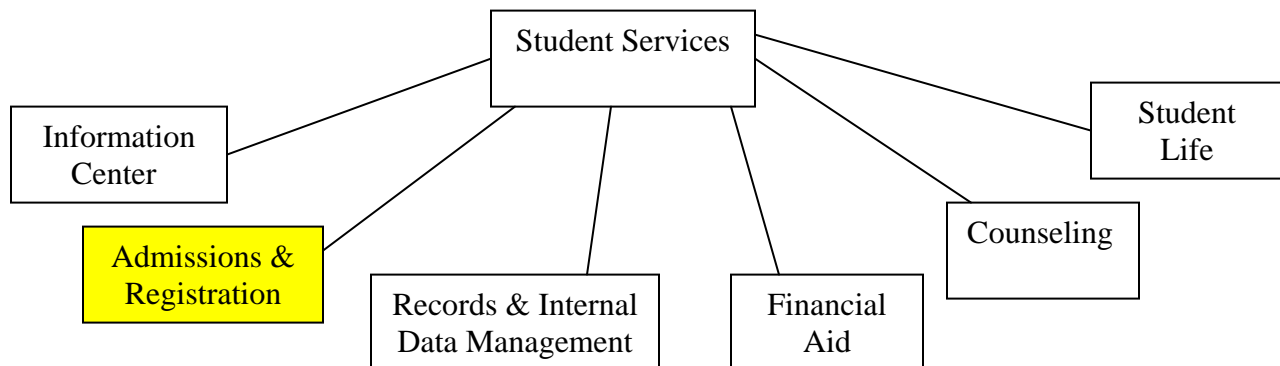 Student Services
Information
Center
Student
Life
Admissions &
Registration
Counseling
Records & Internal
Data Management
Financial
Aid